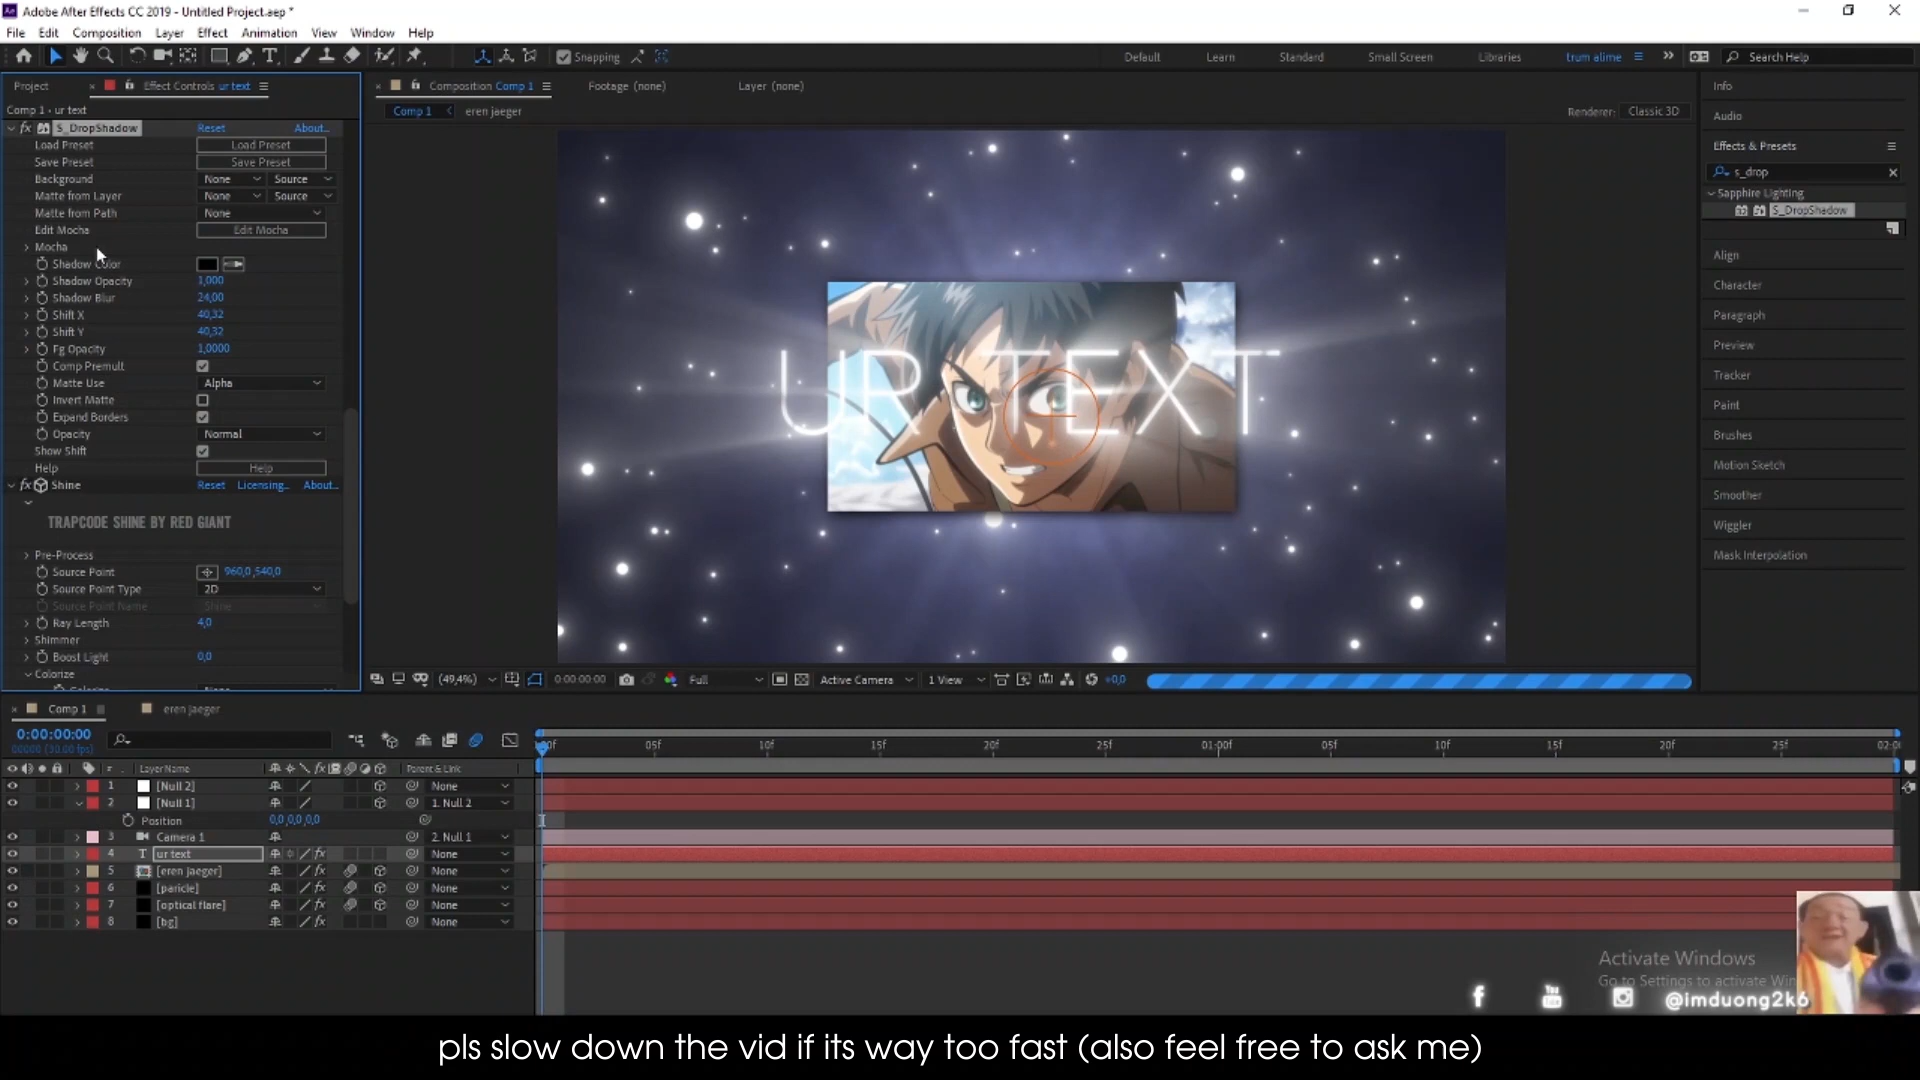 Adobe After Effects CC 2019 - Untitled Project.aep *
File Edit Composition Layer Effect Animation View Window Help
Snapping
Default Learn Standard Small Screen Libraries trum alime
Search Help
Project
Effect Controls ur text
Comp 1 • ur text
S_DropShadow Reset About...
Load Preset Load Preset
Save Preset Save Preset
Background None Source
Matte from Layer None Source
Matte from Path None
Edit Mocha Edit Mocha
Mocha
Shadow Color
Shadow Opacity 1,000
Shadow Blur 24,00
Shift X 40,32
Shift Y 40,32
Fg Opacity 1,0000
Comp Premult
Matte Use Alpha
Invert Matte
Expand Borders
Opacity Normal
Show Shift
Help Help
Shine Reset Licensing... About...
TRAPCODE SHINE BY RED GIANT
Pre-Process
Source Point 960,0,540,0
Source Point Type 2D
Source Point Name Shine
Ray Length 4,0
Shimmer
Boost Light 0,0
Colorize
Composition Comp 1
Footage (none)
Layer (none)
Comp 1 eren jaeger
Renderer: Classic 3D
UR TEXT
(49,4%) 0:00:00:00 Full Active Camera 1 View +0,0
Info
Audio
Effects & Presets
s_drop
Sapphire Lighting
S_DropShadow
Align
Character
Paragraph
Preview
Tracker
Paint
Brushes
Motion Sketch
Smoother
Wiggler
Mask Interpolation
Comp 1 eren jaeger
0:00:00:00
00000 (30.00 fps)
05f 10f 15f 20f 25f 01:00f 05f 10f 15f 20f 25f 02:0
# Layer Name Parent & Link
1 [Null 2] None
2 [Null 1] 1. Null 2
Position 0,0,0,0,0,0
3 Camera 1 2. Null 1
4 ur text None
5 [eren jaeger] None
6 [paricle] None
7 [optical flare] None
8 [bg] None
Activate Windows
Go to Settings to activate Win
@imduong2k6
pls slow down the vid if its way too fast (also feel free to ask me)